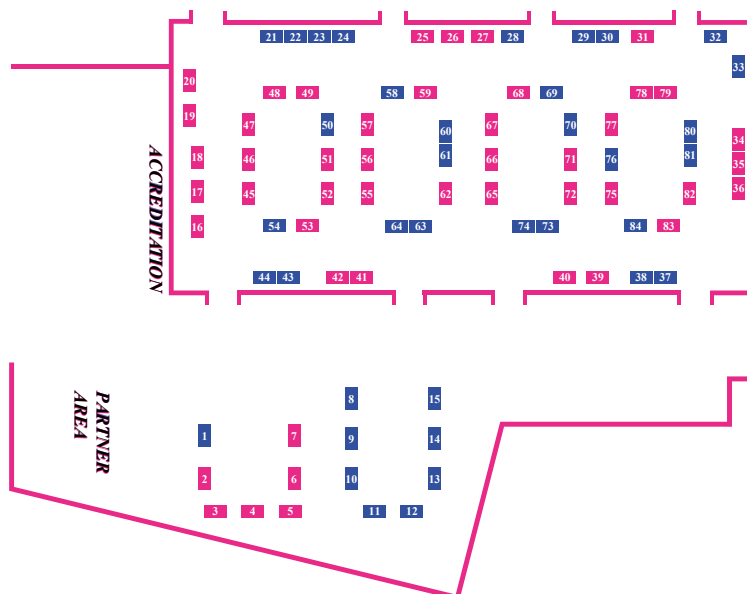 21 22 23 24 25 26 27 28 29 30 31 32
33
20 48 49 58 59 68 69 78 79
19 47 50 57 60 67 70 77 80 34
18 46 51 56 61 66 71 76 81 35
17 45 52 55 62 65 72 75 82 36
16 54 53 64 63 74 73 84 83
44 43 42 41 40 39 38 37
ACCREDITATION
PARTNER
AREA
8 15
1 7 9 14
2 6 10 13
3 4 5 11 12